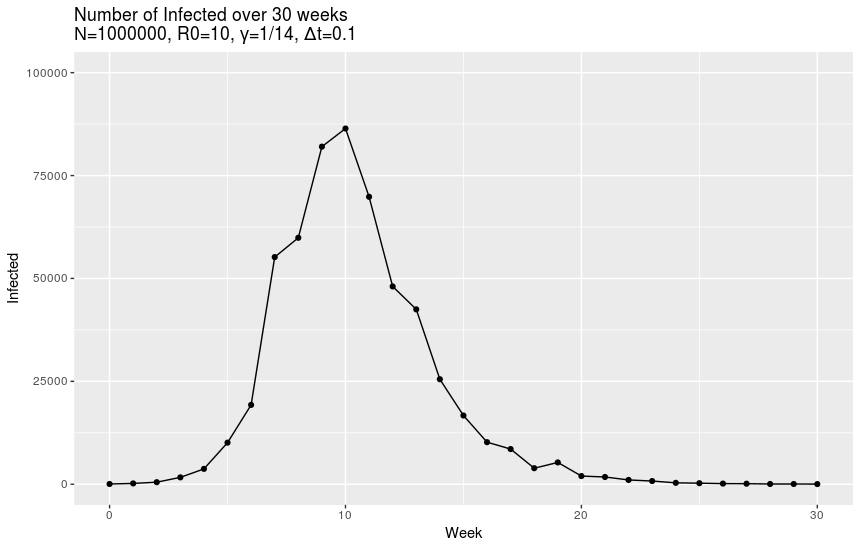 Number of Infected over 30 weeks
N=1000000, R0=10, γ=1/14, Δt=0.1
100000
75000
50000
25000
0
Infected
0 10 20 30
Week